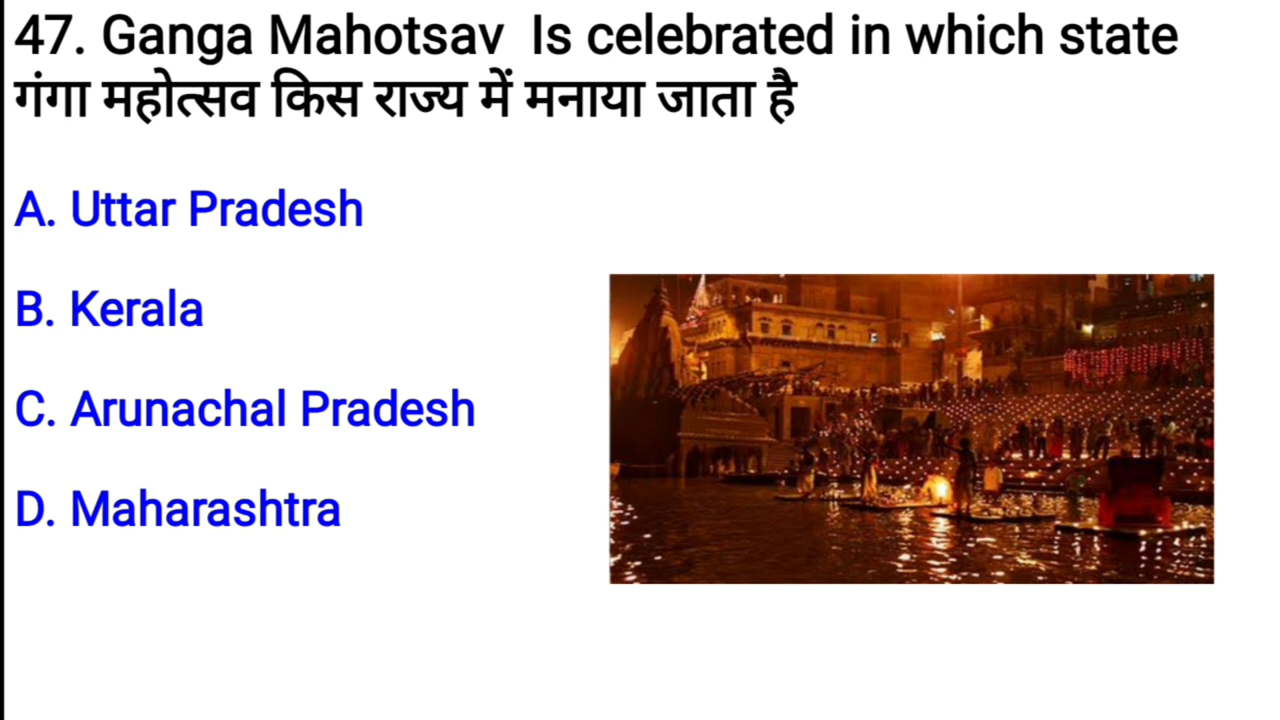 47. Ganga Mahotsav Is celebrated in which state
गंगा महोत्सव किस राज्य में मनाया जाता है
A. Uttar Pradesh
B. Kerala
C. Arunachal Pradesh
D. Maharashtra